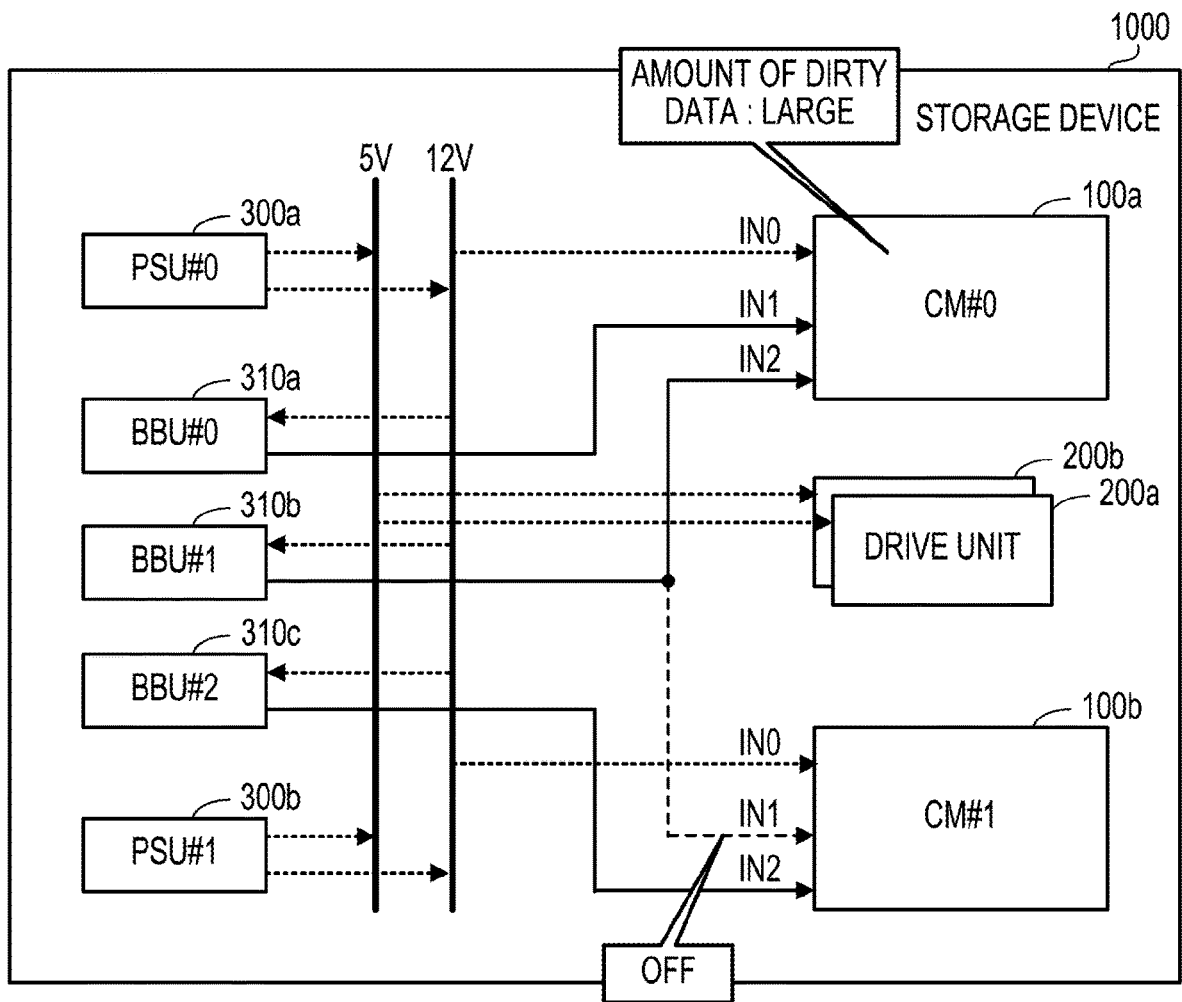 1000
AMOUNT OF DIRTY
DATA : LARGE
STORAGE DEVICE
5V
12V
300a
PSU#0
100a
IN0
IN1
IN2
CM#0
310a
BBU#0
200b
200a
DRIVE UNIT
310b
BBU#1
310c
BBU#2
100b
IN0
IN1
IN2
CM#1
300b
PSU#1
OFF